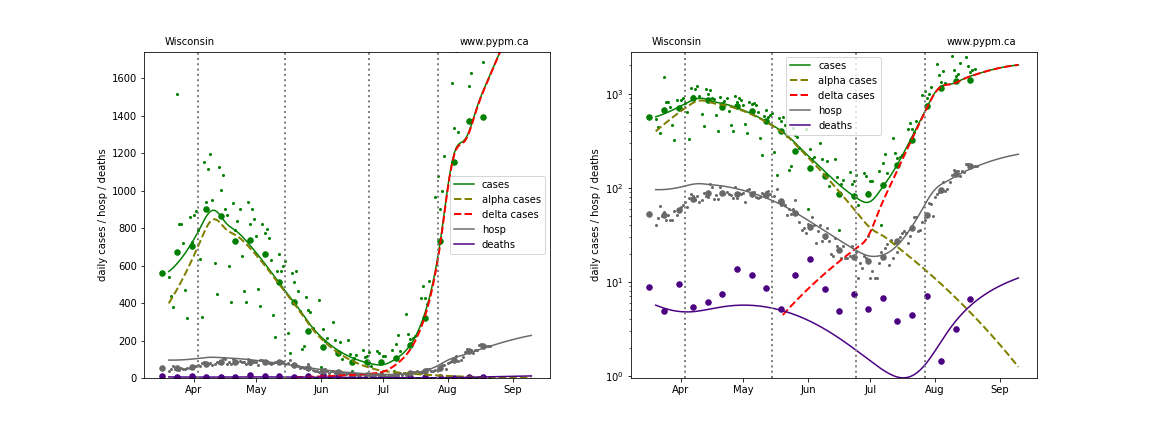 Wisconsin www.pypm.ca
daily cases / hosp / deaths
1600
1400
1200
1000
800
600
400
200
0
cases
alpha cases
delta cases
hosp
deaths
Apr May Jun Jul Aug Sep
Wisconsin www.pypm.ca
daily cases / hosp / deaths
10³
10²
10¹
10⁰
cases
alpha cases
delta cases
hosp
deaths
Apr May Jun Jul Aug Sep